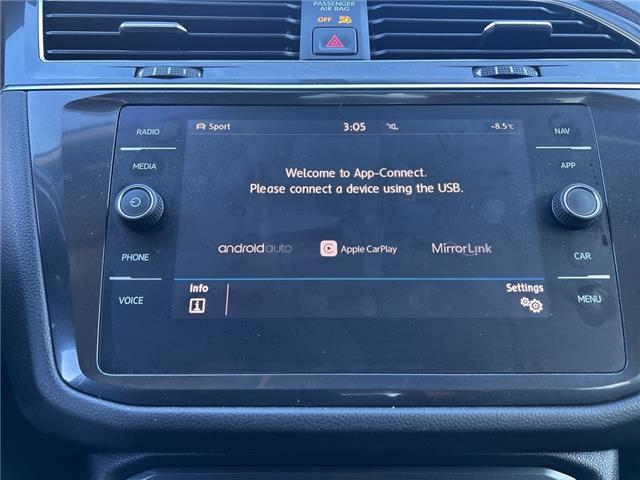 PASSENGER
AIR BAG
OFF
RADIO
MEDIA
PHONE
VOICE
Sport 3:05 -8.5°C
Welcome to App-Connect.
Please connect a device using the USB.
androidauto Apple CarPlay MirrorLink
Info Settings
NAV
APP
CAR
MENU